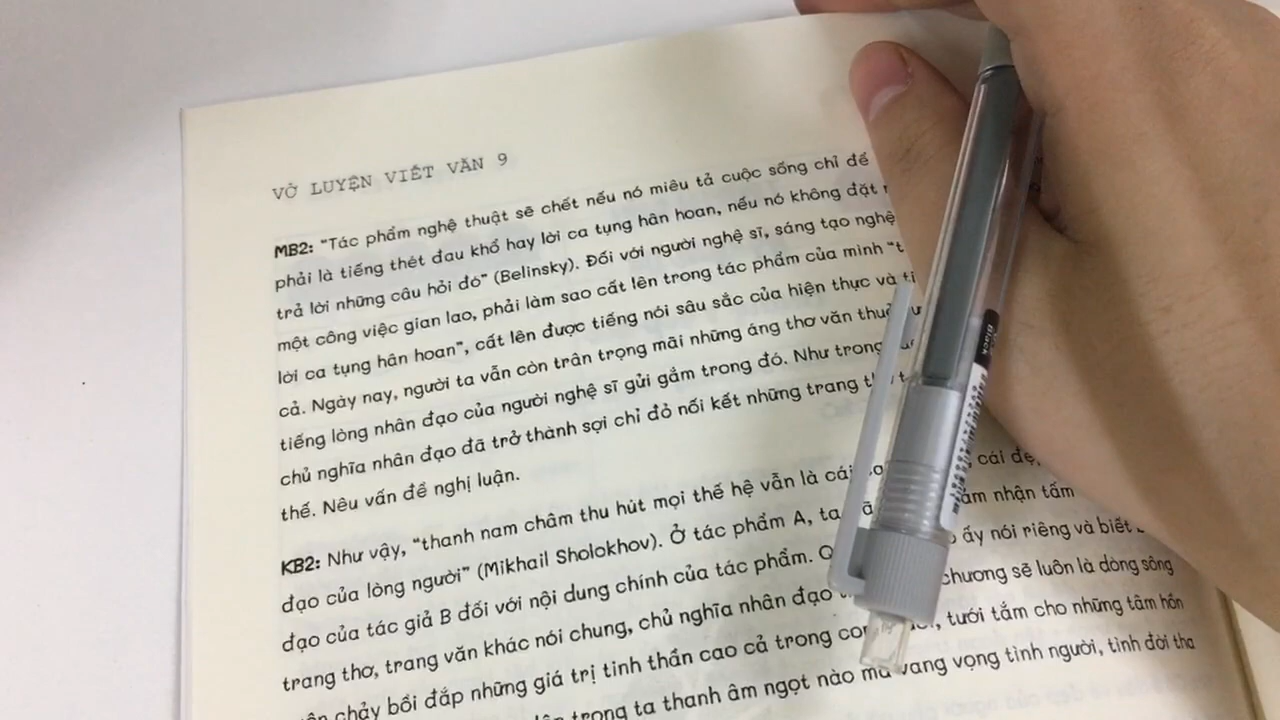 VỞ LUYỆN VIẾT VĂN 9
MB2: "Tác phẩm nghệ thuật sẽ chết nếu nó miêu tả cuộc sống chỉ để
phải là tiếng thét đau khổ hay lời ca tụng hân hoan, nếu nó không đặt
trả lời những câu hỏi đó" (Belinsky). Đối với người nghệ sĩ, sáng tạo nghệ
một công việc gian lao, phải làm sao cất lên trong tác phẩm của mình "t
lời ca tụng hân hoan", cất lên được tiếng nói sâu sắc của hiện thực và
cả. Ngày nay, người ta vẫn còn trân trọng mãi những áng thơ văn
tiếng lòng nhân đạo của người nghệ sĩ gửi gắm trong đó. Như trong
chủ nghĩa nhân đạo đã trở thành sợi chỉ đỏ nối kết những trang
thế. Nêu vấn đề nghị luận.
KB2: Như vậy, "thanh nam châm thu hút mọi thế hệ vẫn là cái cái đẹp,
đạo của lòng người" (Mikhail Sholokhov). Ở tác phẩm A, ta nhận tấm
đạo của tác giả B đối với nội dung chính của tác phẩm. ấy nói riêng và biết
trang thơ, trang văn khác nói chung, chủ nghĩa nhân đạo chương sẽ luôn là dòng sông
chảy bồi đắp những giá trị tinh thần cao cả trong con tưới tắm cho những tâm hồn
trong ta thanh âm ngọt nào mà vang vọng tình người, tình đời tha
Black